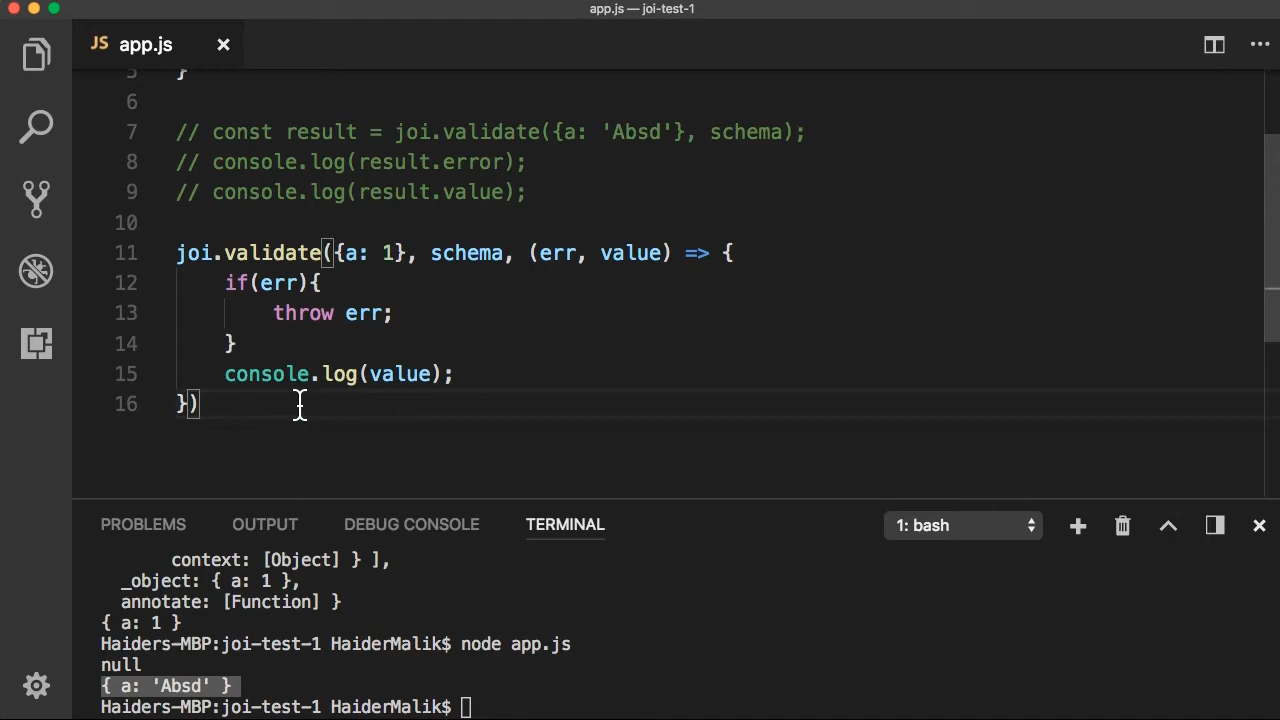 app.js — joi-test-1
JS app.js
5 }
6
7 // const result = joi.validate({a: 'Absd'}, schema);
8 // console.log(result.error);
9 // console.log(result.value);
10
11 joi.validate({a: 1}, schema, (err, value) => {
12 if(err){
13 throw err;
14 }
15 console.log(value);
16 })
PROBLEMS OUTPUT DEBUG CONSOLE TERMINAL 1: bash
context: [Object] } ],
_object: { a: 1 },
annotate: [Function] }
{ a: 1 }
Haiders-MBP:joi-test-1 HaiderMalik$ node app.js
null
{ a: 'Absd' }
Haiders-MBP:joi-test-1 HaiderMalik$